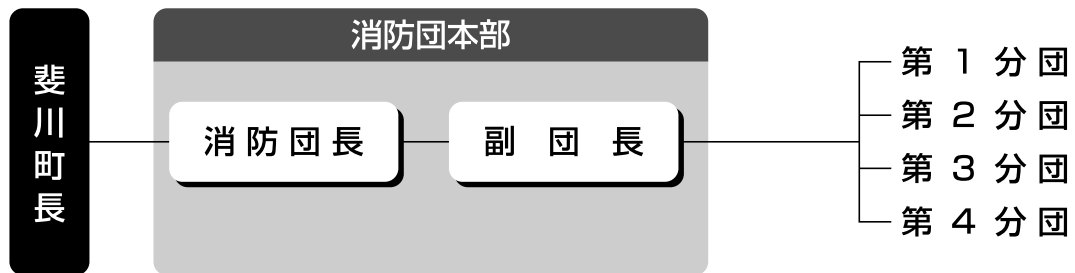 斐川町長
消防団本部
消防団長
副団長
第1分団
第2分団
第3分団
第4分団